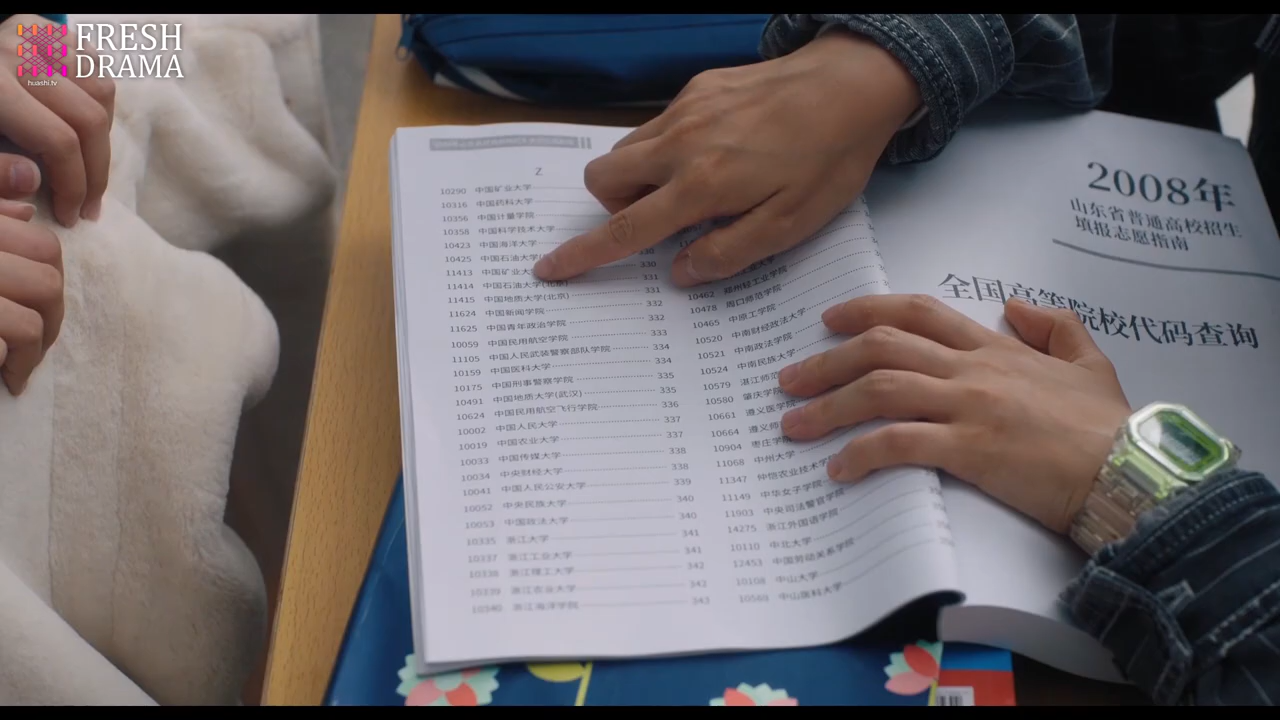 FRESH
DRAMA
huashi.tv
Z
10290 中国矿业大学
10316 中国药科大学
10356 中国计量学院
10358 中国科学技术大学
10423 中国海洋大学
10425 中国石油大学 330
11413 中国矿业大 331
11414 中国石油大学(北京) 331
11415 中国地质大学(北京) 332
11624 中国新闻学院 332
11625 中国青年政治学院 333
10059 中国民用航空学院 334
11105 中国人民武装警察部队学院 334
10159 中国医科大学 335
10175 中国刑事警察学院 335
10491 中国地质大学(武汉) 336
10624 中国民用航空飞行学院 337
10002 中国人民大学 337
10019 中国农业大学 338
10033 中国传媒大学 338
10034 中央财经大学 339
10041 中国人民公安大学 340
10052 中央民族大学 340
10053 中国政法大学 341
10335 浙江大学 341
10337 浙江工业大学 342
10338 浙江理工大学 342
10339 浙江农业大学 343
10340 浙江海洋学院
10462 郑州轻工业学院
10478 周口师范学院
10465 中原工学院
10520 中南财经政法大学
10521 中南政法学院
10524 中南民族大学
10579 湛江师范
10580 肇庆学院
10661 遵义医学院
10664 遵义师
10904 枣庄学院
11068 中州大学
11347 仲恺农业技术学
11149 中华女子学院
11903 中央司法警官学院
14275 浙江外国语学院
10110 中北大学
12453 中国劳动关系学院
10108 中山大学
10569 中山医科大学
2008年
山东省普通高校招生
填报志愿指南
全国高等院校代码查询